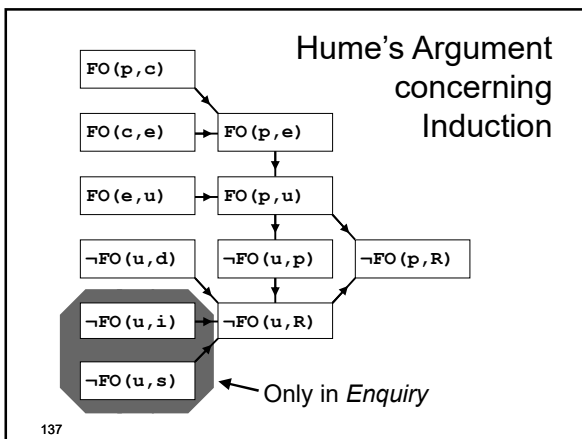 Hume's Argument
concerning
Induction
FO(p,c)
FO(c,e) FO(p,e)
FO(e,u) FO(p,u)
¬FO(u,d) ¬FO(u,p) ¬FO(p,R)
¬FO(u,i) ¬FO(u,R)
¬FO(u,s)
Only in Enquiry
137